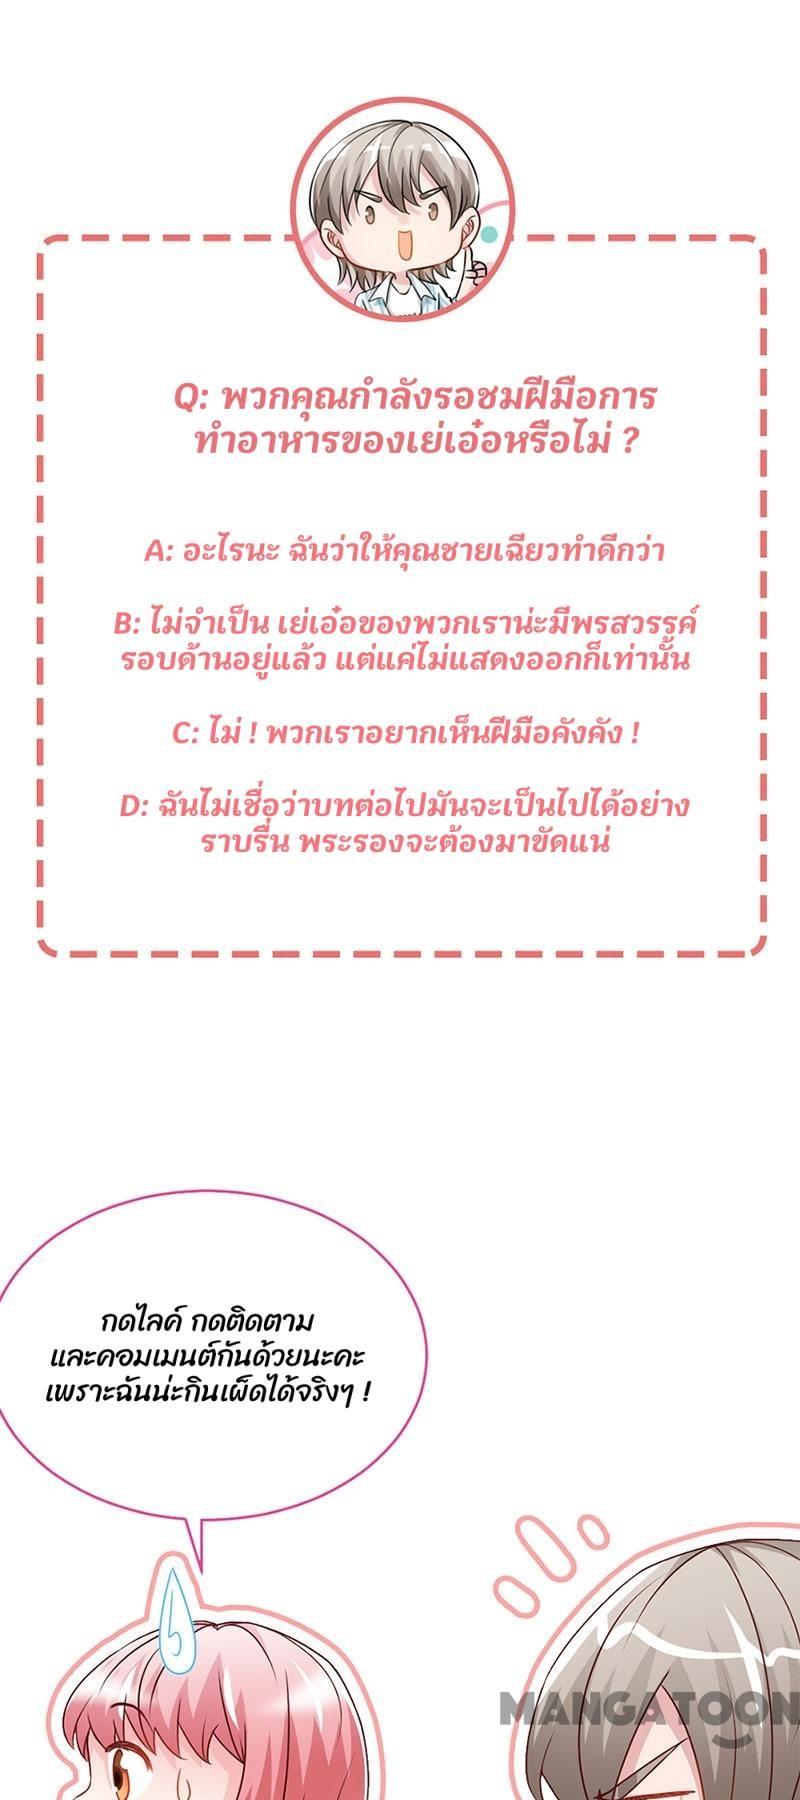 Q: พวกคุณกำลังรอชมฝีมือการ
ทำอาหารของเย่เอ๋อหรือไม่ ?
A: อะไรนะ ฉันว่าให้คุณชายเฉียวทำดีกว่า
B: ไม่จำเป็น เย่เอ๋อของพวกเราน่ะมีพรสวรรค์
รอบด้านอยู่แล้ว แต่แค่ไม่แสดงออกก็เท่านั้น
C: ไม่ ! พวกเราอยากเห็นฝีมือคังคัง !
D: ฉันไม่เชื่อว่าบทต่อไปมันจะเป็นไปได้อย่าง
ราบรื่น พระรองจะต้องมาขัดแน่
กดไลค์ กดติดตาม
และคอมเมนต์กันด้วยนะคะ
เพราะฉันน่ะกินเผ็ดได้จริงๆ !
MANGATOON